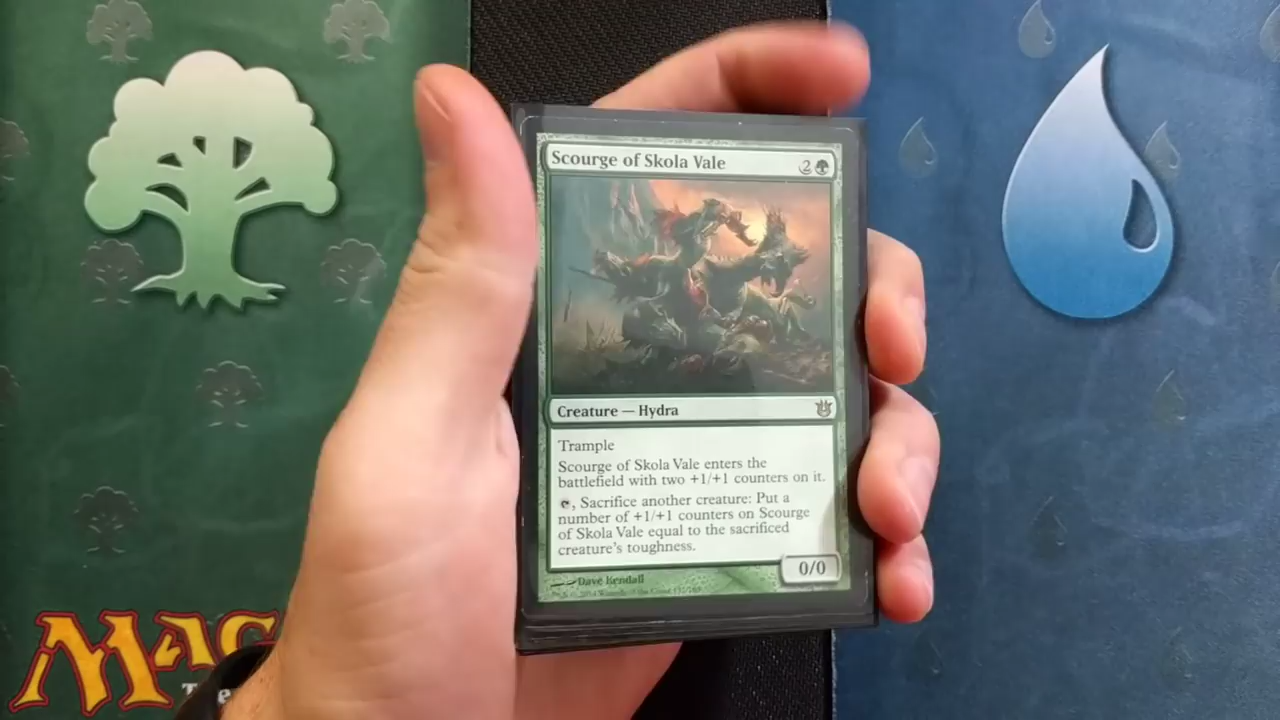 Scourge of Skola Vale 2
Creature — Hydra
Trample
Scourge of Skola Vale enters the
battlefield with two +1/+1 counters on it.
, Sacrifice another creature: Put a
number of +1/+1 counters on Scourge
of Skola Vale equal to the sacrificed
creature's toughness.
0/0
Dave Kendall
MAG